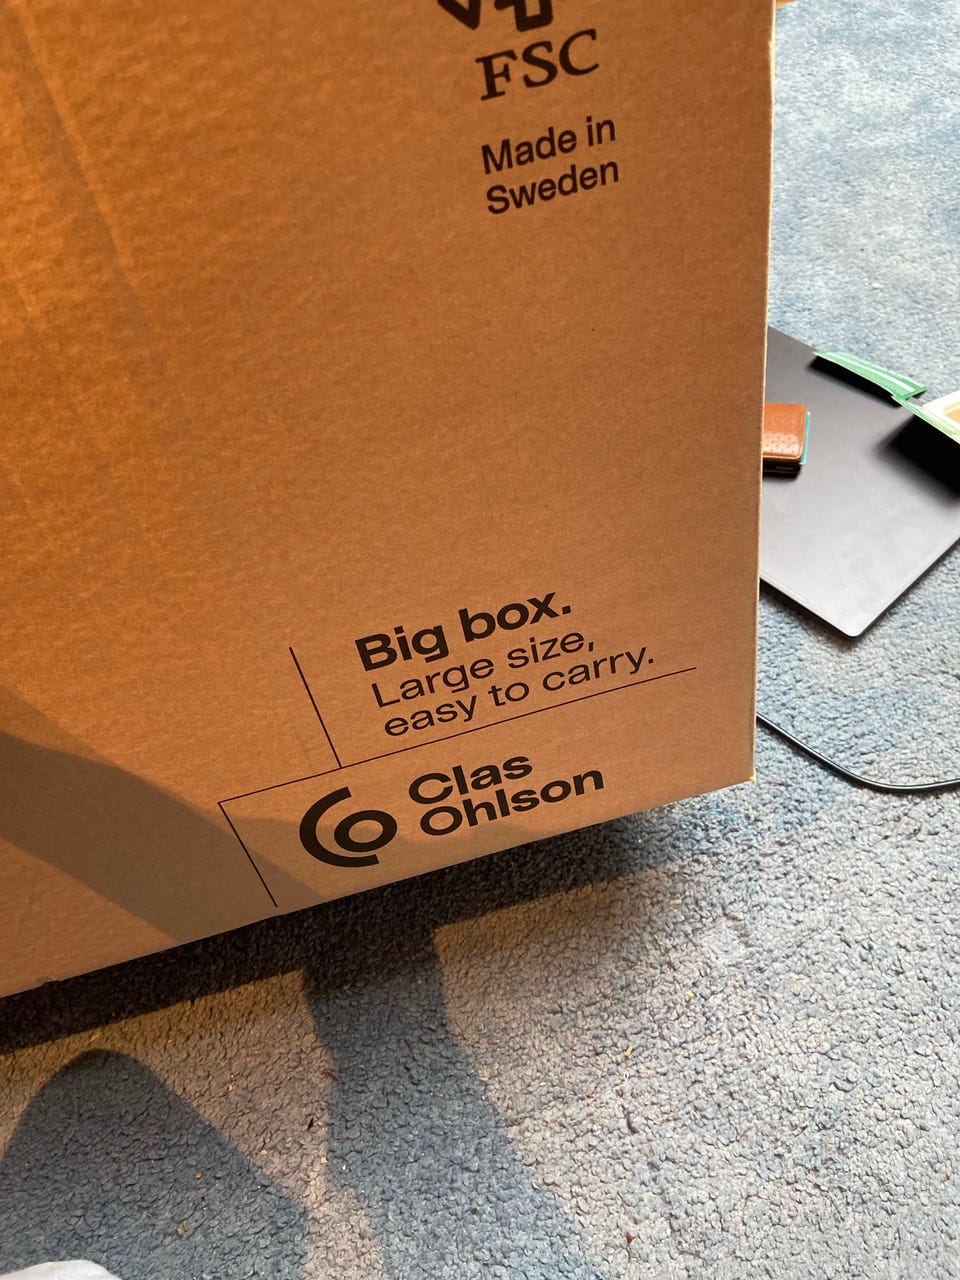 FSC
Made in
Sweden
Big box.
Large size,
easy to carry.
Clas
Ohlson